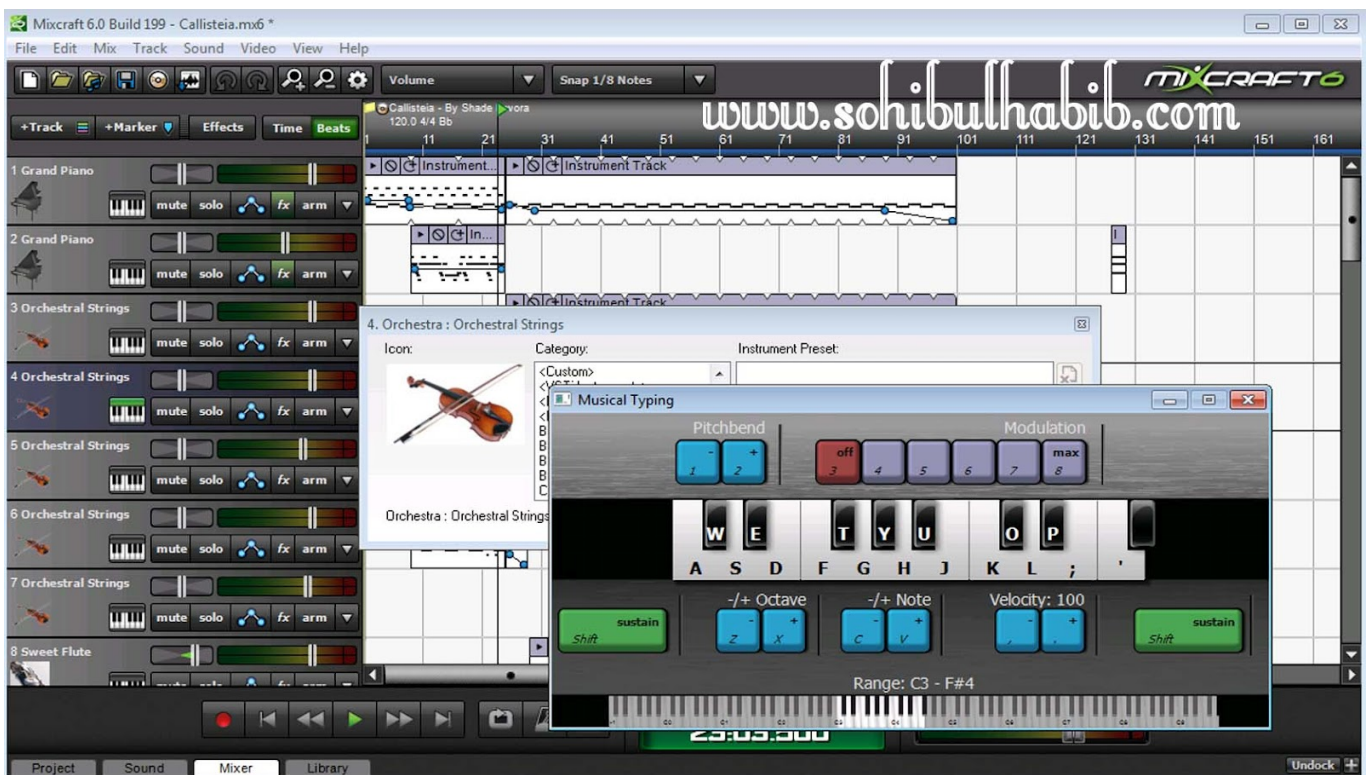 Mixcraft 6.0 Build 199 - Callisteia.mx6 *
File Edit Mix Track Sound Video View Help
Volume
Snap 1/8 Notes
MIXCRAFT 6
www.sohibulhabib.com
+Track +Marker Effects Time Beats
Callisteia - By Shade
120.0 4/4 Bb
1 11 21 31 41 51 61 71 81 91 101 111 121 131 141 151 161
1 Grand Piano
Instrument... Instrument Track
mute solo fx arm
2 Grand Piano
In...
mute solo fx arm
3 Orchestral Strings
Instrument Track
mute solo fx arm
4 Orchestral Strings
mute solo fx arm
5 Orchestral Strings
mute solo fx arm
6 Orchestral Strings
mute solo fx arm
7 Orchestral Strings
mute solo fx arm
8 Sweet Flute
4. Orchestra : Orchestral Strings
Icon: Category: Instrument Preset:
<Custom>
Orchestra : Orchestral Strings
Musical Typing
Pitchbend Modulation
- + off max
1 2 3 4 5 6 7 8
W E T Y U O P
A S D F G H J K L ; '
-/+ Octave -/+ Note Velocity: 100
sustain - + - + - + sustain
Shift Z X C V , . Shift
Range: C3 - F#4
Project Sound Mixer Library
Undock